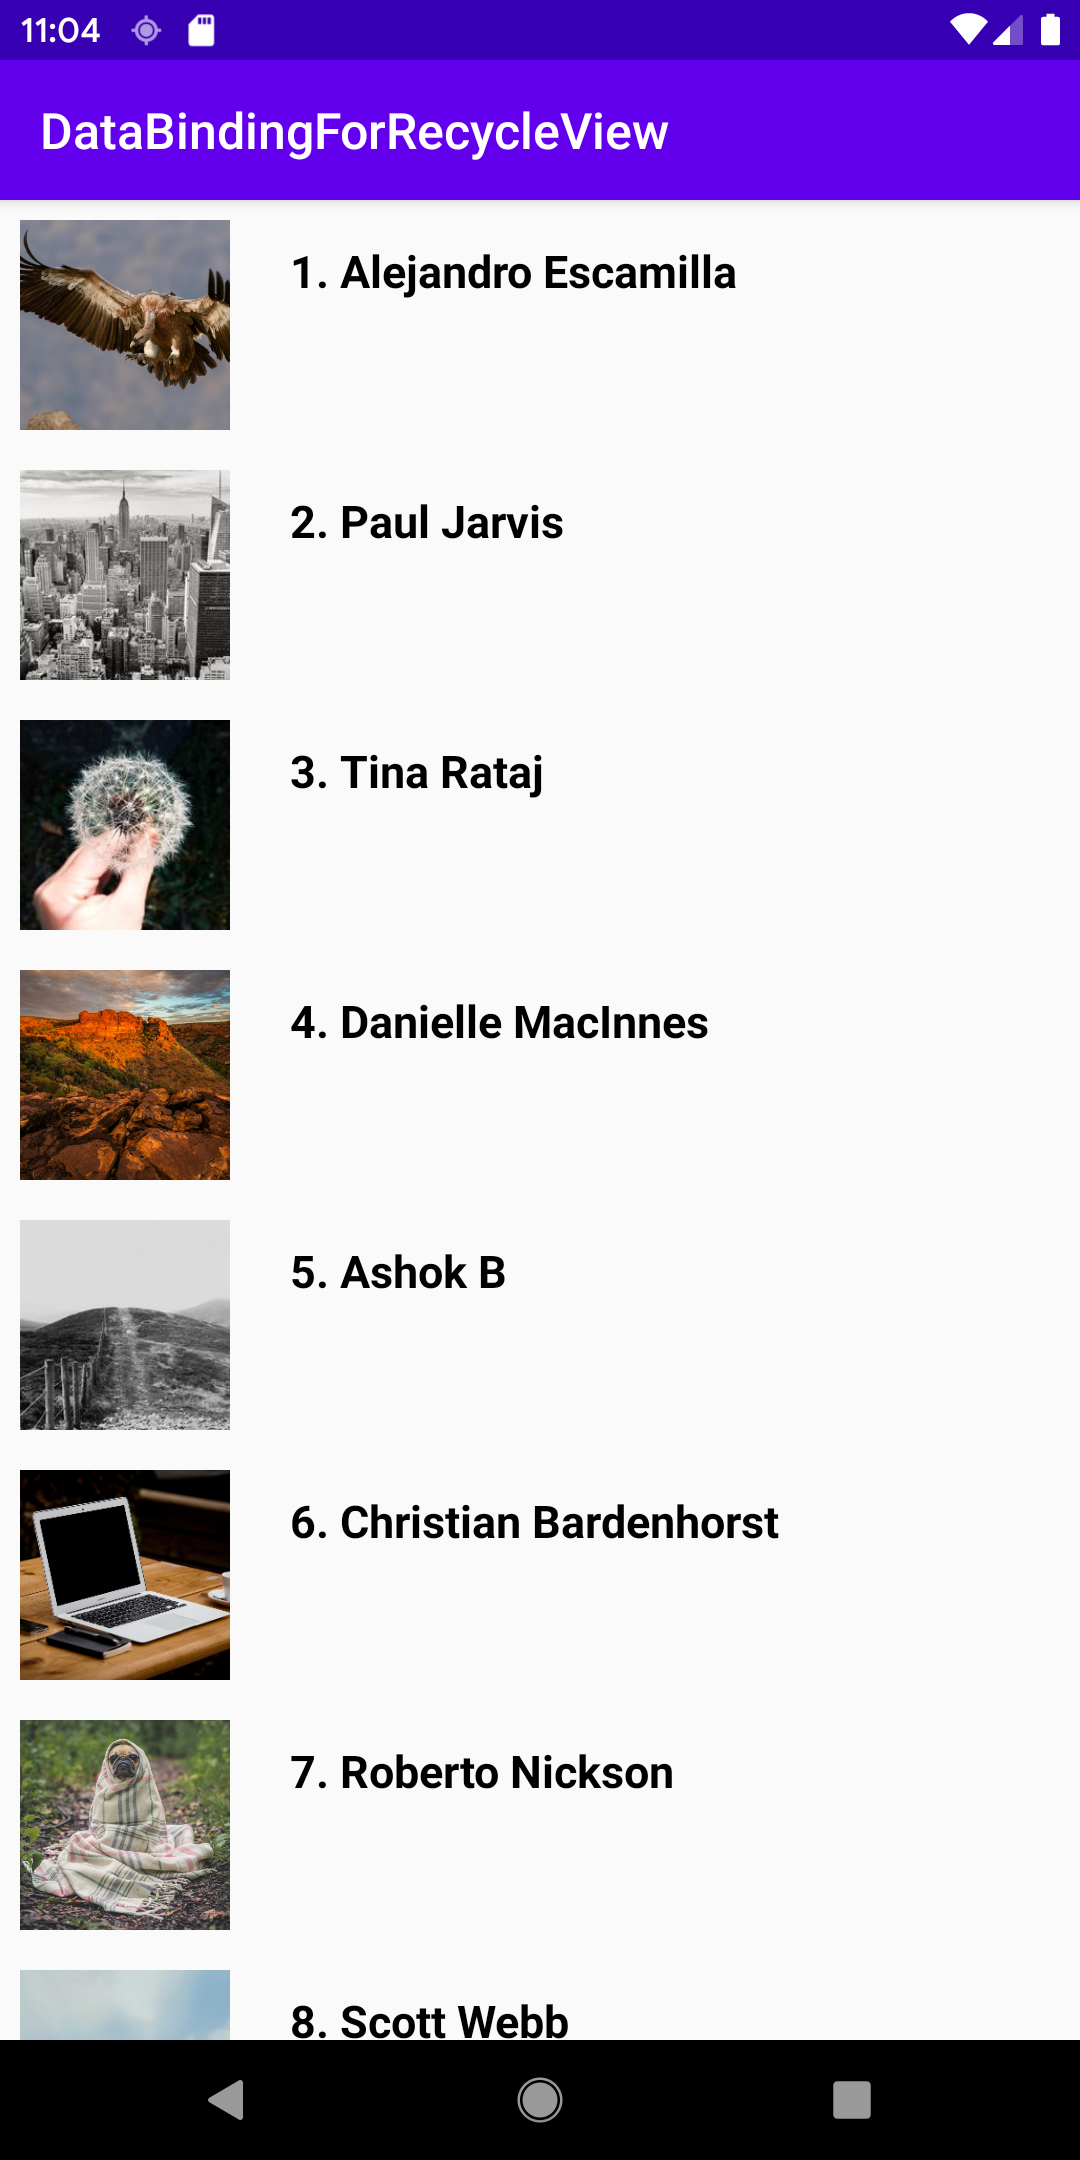 11:04
DataBindingForRecycleView
1. Alejandro Escamilla
2. Paul Jarvis
3. Tina Rataj
4. Danielle MacInnes
5. Ashok B
6. Christian Bardenhorst
7. Roberto Nickson
8. Scott Webb